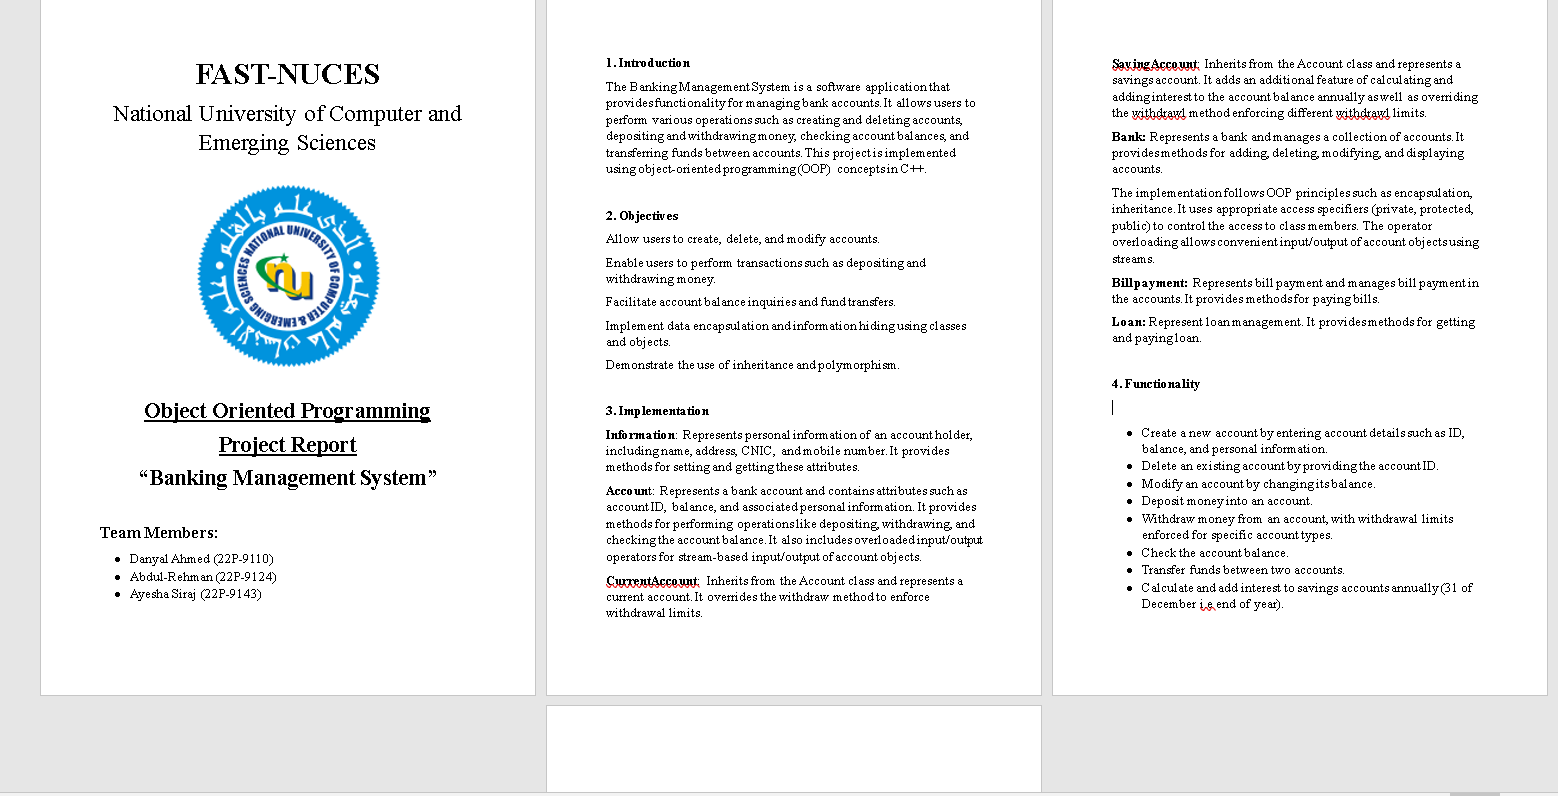 FAST-NUCES
National University of Computer and
Emerging Sciences
NATIONAL UNIVERSITY OF COMPUTER & EMERGING SCIENCES
nu
Object Oriented Programming
Project Report
“Banking Management System”
Team Members:
• Danyal Ahmed (22P-9110)
• Abdul-Rehman (22P-9124)
• Ayesha Siraj (22P-9143)
1. Introduction
The Banking Management System is a software application that
provides functionality for managing bank accounts. It allows users to
perform various operations such as creating and deleting accounts,
depositing and withdrawing money, checking account balances, and
transferring funds between accounts. This project is implemented
using object-oriented programming (OOP) concepts in C++.
2. Objectives
Allow users to create, delete, and modify accounts.
Enable users to perform transactions such as depositing and
withdrawing money.
Facilitate account balance inquiries and fund transfers.
Implement data encapsulation and information hiding using classes
and objects.
Demonstrate the use of inheritance and polymorphism.
3. Implementation
Information: Represents personal information of an account holder,
including name, address, CNIC, and mobile number. It provides
methods for setting and getting these attributes.
Account: Represents a bank account and contains attributes such as
account ID, balance, and associated personal information. It provides
methods for performing operations like depositing, withdrawing, and
checking the account balance. It also includes overloaded input/output
operators for stream-based input/output of account objects.
CurrentAccount: Inherits from the Account class and represents a
current account. It overrides the withdraw method to enforce
withdrawal limits.
SavingAccount: Inherits from the Account class and represents a
savings account. It adds an additional feature of calculating and
adding interest to the account balance annually as well as overriding
the withdrawl method enforcing different withdrawl limits.
Bank: Represents a bank and manages a collection of accounts. It
provides methods for adding, deleting, modifying, and displaying
accounts.
The implementation follows OOP principles such as encapsulation,
inheritance. It uses appropriate access specifiers (private, protected,
public) to control the access to class members. The operator
overloading allows convenient input/output of account objects using
streams.
Bill payment: Represents bill payment and manages bill payment in
the accounts. It provides methods for paying bills.
Loan: Represent loan management. It provides methods for getting
and paying loan.
4. Functionality
• Create a new account by entering account details such as ID,
balance, and personal information.
• Delete an existing account by providing the account ID.
• Modify an account by changing its balance.
• Deposit money into an account.
• Withdraw money from an account, with withdrawal limits
enforced for specific account types.
• Check the account balance.
• Transfer funds between two accounts.
• Calculate and add interest to savings accounts annually (31 of
December i.e end of year).